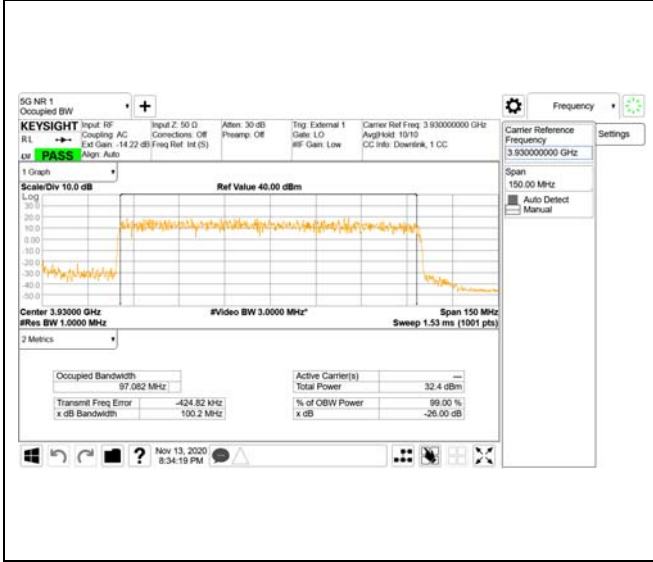 5G NR 1
Occupied BW
+
Frequency
KEYSIGHT
R L
PASS
Input: RF
Coupling: AC
Ext Gain: -14.22 dB
Align: Auto
Input Z: 50 Ω
Corrections: Off
Freq Ref: Int (S)
Atten: 30 dB
Preamp: Off
Trig: External 1
Gate: LO
#IF Gain: Low
Carrier Ref Freq: 3.930000000 GHz
Avg|Hold: 10/10
CC Info: Downlink, 1 CC
Carrier Reference
Frequency
3.930000000 GHz
Settings
Span
150.00 MHz
Auto Detect
Manual
1 Graph
Scale/Div 10.0 dB
Ref Value 40.00 dBm
Log
30.0
20.0
10.0
0.00
-10.0
-20.0
-30.0
-40.0
-50.0
Center 3.93000 GHz
#Video BW 3.0000 MHz*
Span 150 MHz
#Res BW 1.0000 MHz
Sweep 1.53 ms (1001 pts)
2 Metrics
Occupied Bandwidth
97.082 MHz
Transmit Freq Error -424.82 kHz
x dB Bandwidth 100.2 MHz
Active Carrier(s) ---
Total Power 32.4 dBm
% of OBW Power 99.00 %
x dB -26.00 dB
?
Nov 13, 2020
8:34:19 PM